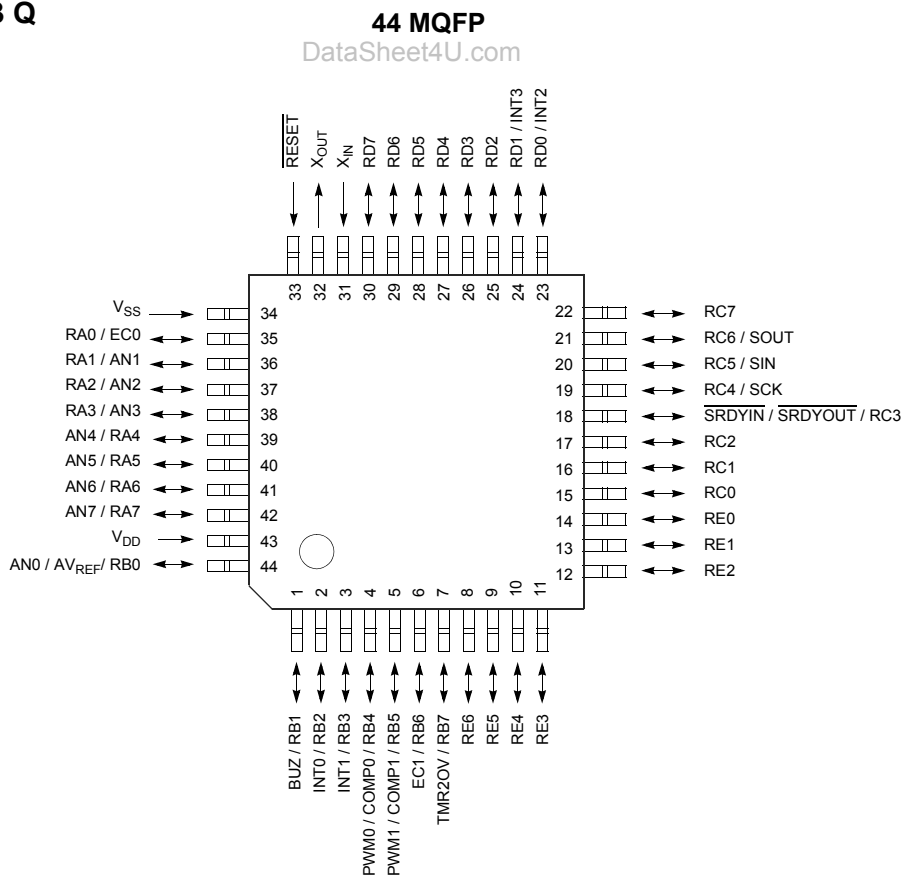 Q
44 MQFP
DataSheet4U.com
RESET
XOUT
XIN
RD7
RD6
RD5
RD4
RD3
RD2
RD1 / INT3
RD0 / INT2
33
32
31
30
29
28
27
26
25
24
23
VSS
34
RA0 / EC0
35
RA1 / AN1
36
RA2 / AN2
37
RA3 / AN3
38
AN4 / RA4
39
AN5 / RA5
40
AN6 / RA6
41
AN7 / RA7
42
VDD
43
AN0 / AVREF/ RB0
44
22
RC7
21
RC6 / SOUT
20
RC5 / SIN
19
RC4 / SCK
18
SRDYIN / SRDYOUT / RC3
17
RC2
16
RC1
15
RC0
14
RE0
13
RE1
12
RE2
1
2
3
4
5
6
7
8
9
10
11
BUZ / RB1
INT0 / RB2
INT1 / RB3
PWM0 / COMP0 / RB4
PWM1 / COMP1 / RB5
EC1 / RB6
TMR2OV / RB7
RE6
RE5
RE4
RE3